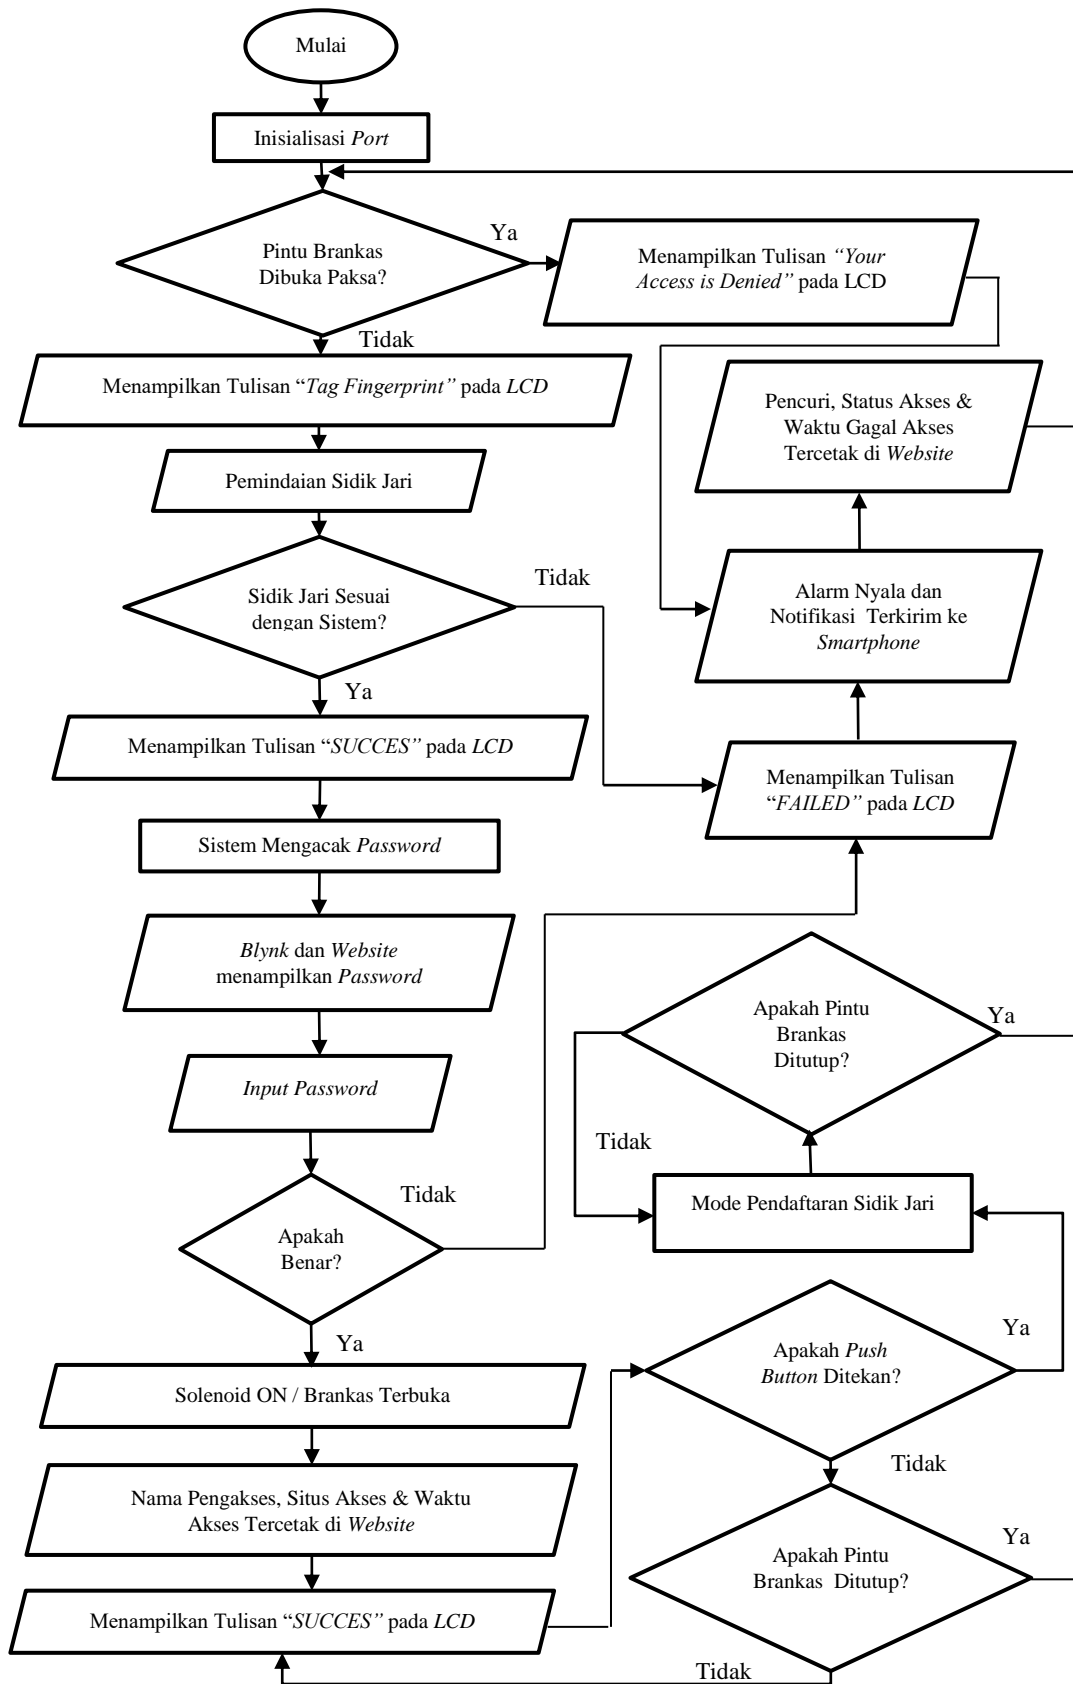 Mulai
Inisialisasi Port
Pintu Brankas
Dibuka Paksa?
Ya
Menampilkan Tulisan “Your
Access is Denied” pada LCD
Tidak
Menampilkan Tulisan “Tag Fingerprint” pada LCD
Pencuri, Status Akses &
Waktu Gagal Akses
Tercetak di Website
Pemindaian Sidik Jari
Sidik Jari Sesuai
dengan Sistem?
Tidak
Alarm Nyala dan
Notifikasi Terkirim ke
Smartphone
Ya
Menampilkan Tulisan “SUCCES” pada LCD
Menampilkan Tulisan
“FAILED” pada LCD
Sistem Mengacak Password
Blynk dan Website
menampilkan Password
Apakah Pintu
Brankas
Ditutup?
Ya
Input Password
Tidak
Apakah
Benar?
Tidak
Mode Pendaftaran Sidik Jari
Ya
Apakah Push
Button Ditekan?
Ya
Solenoid ON / Brankas Terbuka
Tidak
Nama Pengakses, Situs Akses & Waktu
Akses Tercetak di Website
Apakah Pintu
Brankas Ditutup?
Ya
Menampilkan Tulisan “SUCCES” pada LCD
Tidak